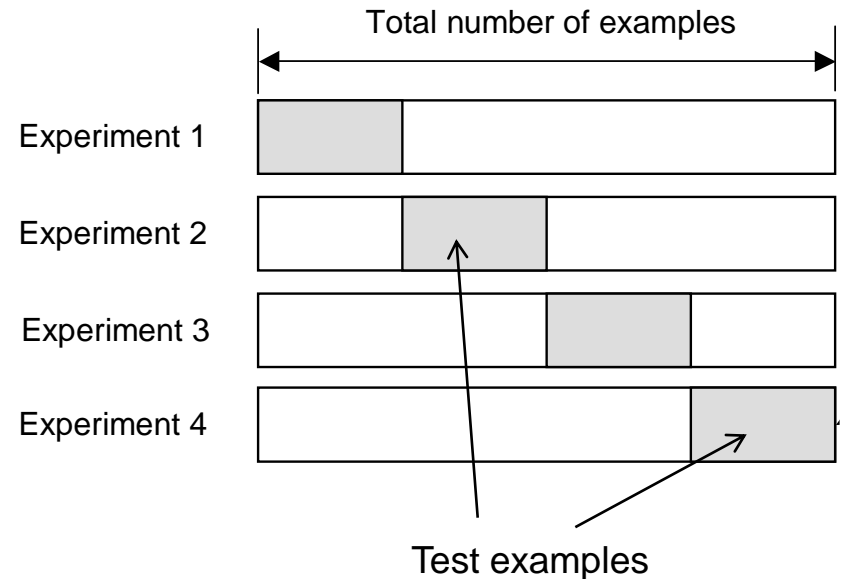 Total number of examples
Experiment 1
Experiment 2
Experiment 3
Experiment 4
Test examples